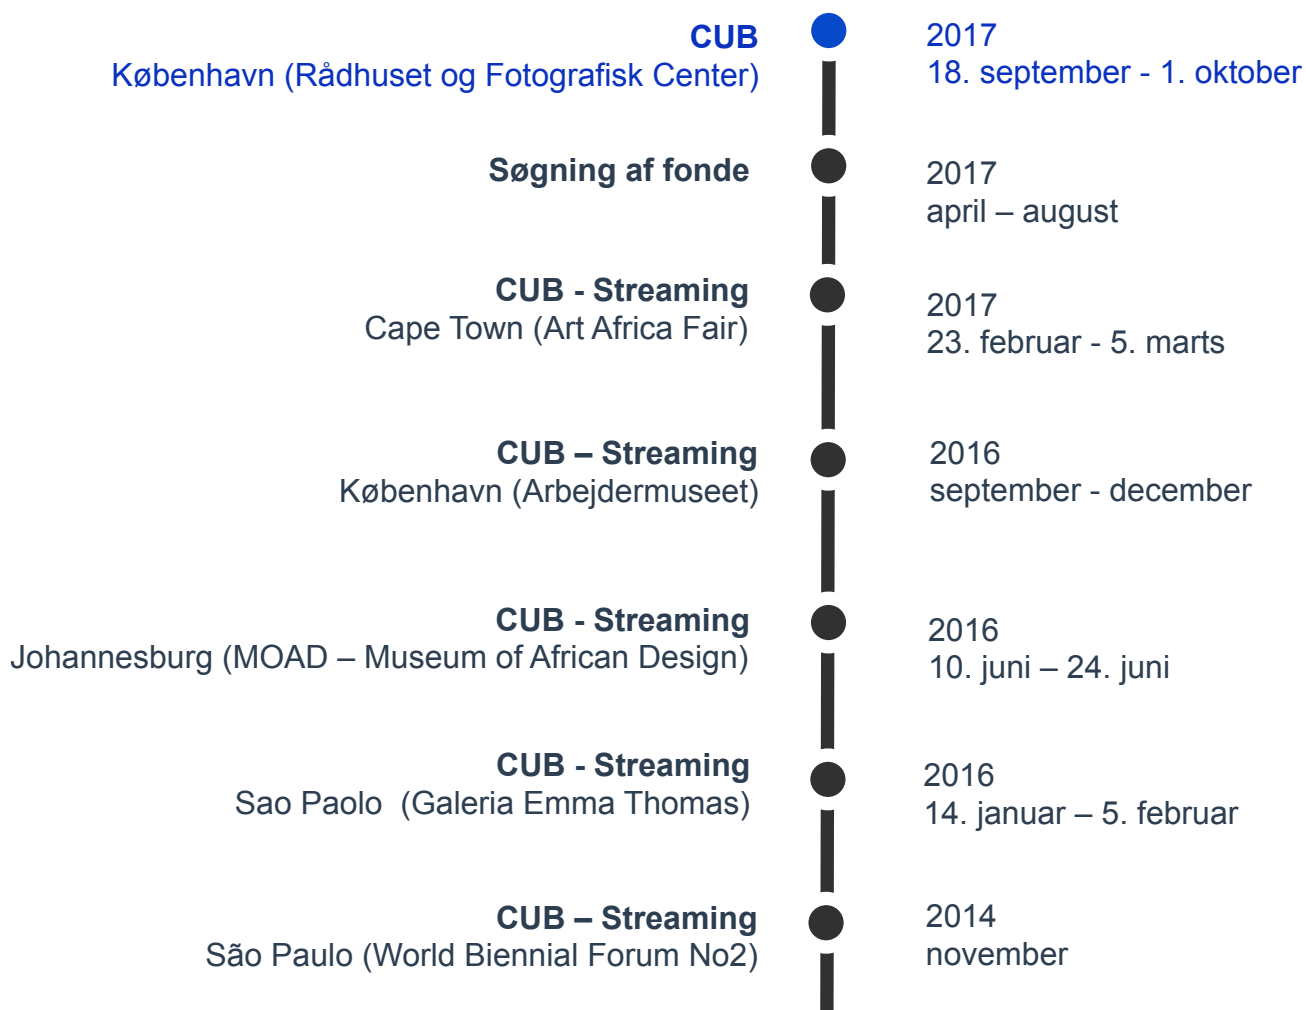 CUB
København (Rådhuset og Fotografisk Center)
2017
18. september - 1. oktober
Søgning af fonde
2017
april – august
CUB - Streaming
Cape Town (Art Africa Fair)
2017
23. februar - 5. marts
CUB – Streaming
København (Arbejdermuseet)
2016
september - december
CUB - Streaming
Johannesburg (MOAD – Museum of African Design)
2016
10. juni – 24. juni
CUB - Streaming
Sao Paolo  (Galeria Emma Thomas)
2016
14. januar – 5. februar
CUB – Streaming
São Paulo (World Biennial Forum No2)
2014
november